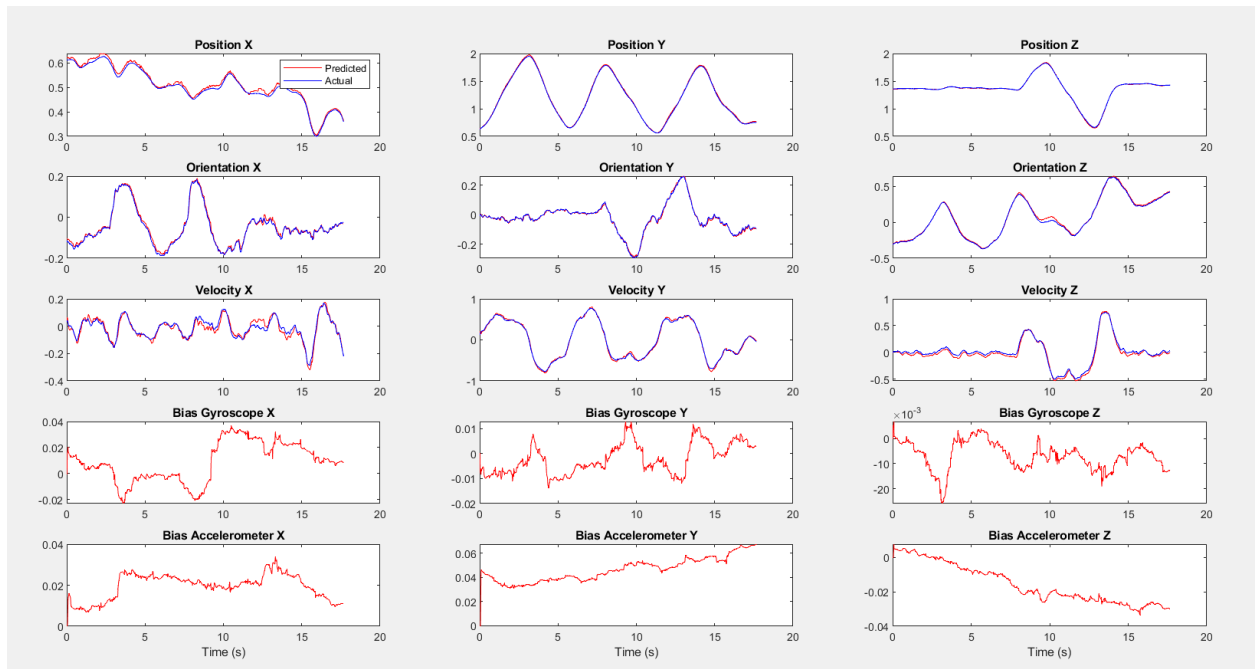 Position X
Position Y
Position Z
Predicted
Actual
0.6
0.5
0.4
0.3
0 5 10 15 20
2
1.5
1
0.5
0 5 10 15 20
2
1.5
1
0.5
0 5 10 15 20
Orientation X
Orientation Y
Orientation Z
0.2
0
-0.2
0 5 10 15 20
0.2
0
-0.2
0 5 10 15 20
0.5
0
-0.5
0 5 10 15 20
Velocity X
Velocity Y
Velocity Z
0.2
0
-0.2
-0.4
0 5 10 15 20
1
0
-1
0 5 10 15 20
1
0.5
0
-0.5
0 5 10 15 20
Bias Gyroscope X
Bias Gyroscope Y
Bias Gyroscope Z
0.04
0.02
0
-0.02
0 5 10 15 20
0.01
0
-0.01
-0.02
0 5 10 15 20
×10⁻³
0
-10
-20
0 5 10 15 20
Bias Accelerometer X
Bias Accelerometer Y
Bias Accelerometer Z
0.04
0.02
0
0 5 10 15 20
Time (s)
0.06
0.04
0.02
0
0 5 10 15 20
Time (s)
0
-0.02
-0.04
0 5 10 15 20
Time (s)